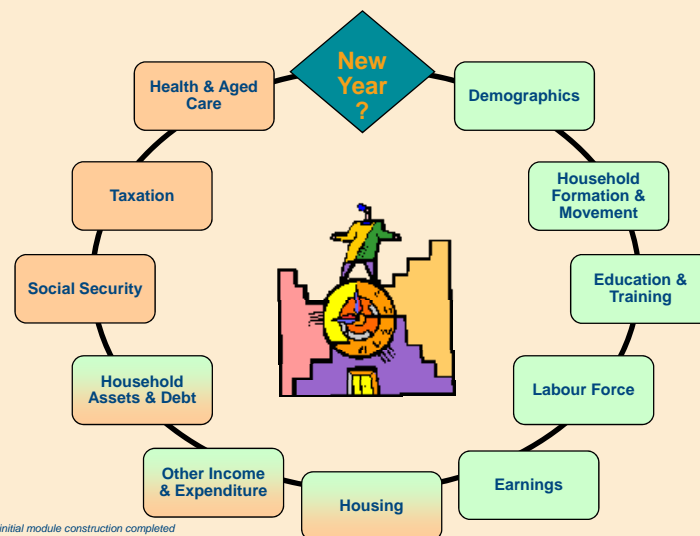 New
Year
?
Demographics
Household
Formation &
Movement
Education &
Training
Labour Force
Earnings
Housing
Other Income
& Expenditure
Household
Assets & Debt
Social Security
Taxation
Health & Aged
Care
initial module construction completed